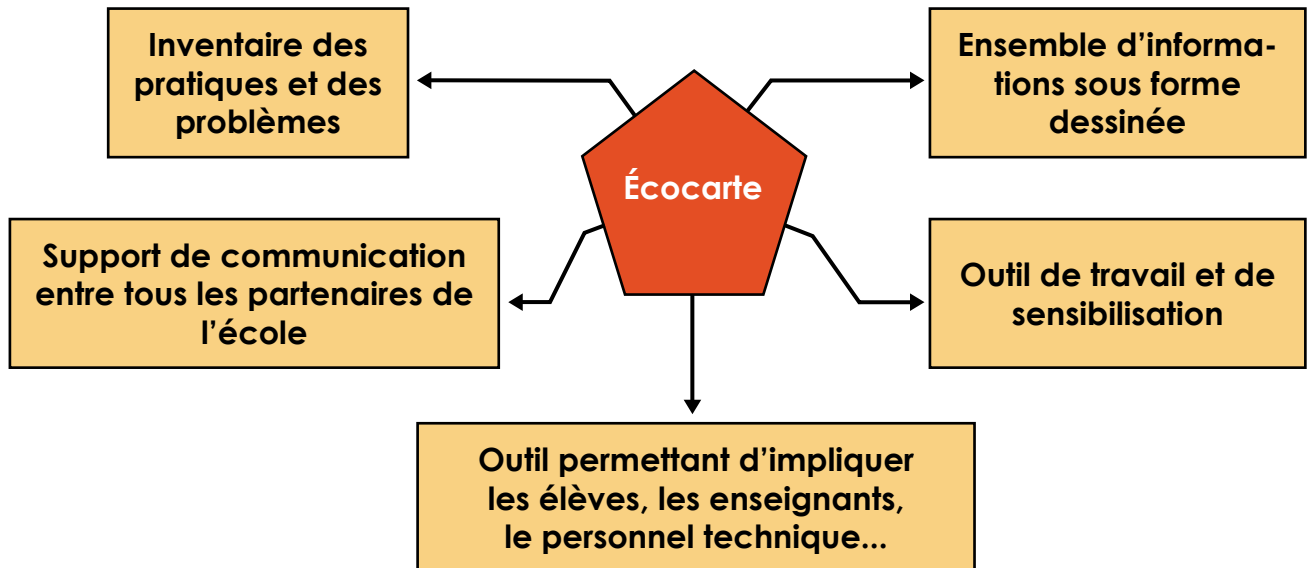 Inventaire des
pratiques et des
problèmes
Ensemble d’informa-
tions sous forme
dessinée
Écocarte
Support de communication
entre tous les partenaires de
l’école
Outil de travail et de
sensibilisation
Outil permettant d’impliquer
les élèves, les enseignants,
le personnel technique...